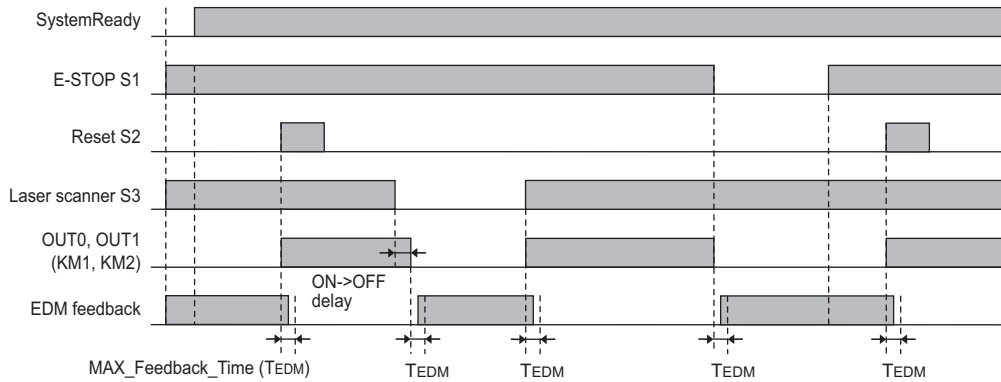 SystemReady
E-STOP S1
Reset S2
Laser scanner S3
OUT0, OUT1
(KM1, KM2)
ON->OFF
delay
EDM feedback
MAX_Feedback_Time (TEDM)
TEDM
TEDM
TEDM
TEDM